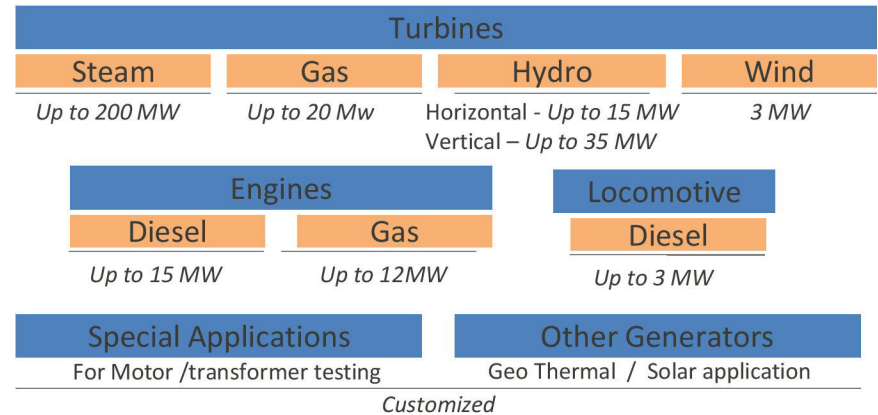 Turbines
Steam Gas Hydro Wind
Up to 200 MW Up to 20 Mw Horizontal - Up to 15 MW 3 MW
Vertical – Up to 35 MW
Engines Locomotive
Diesel Gas Diesel
Up to 15 MW Up to 12MW Up to 3 MW
Special Applications Other Generators
For Motor /transformer testing Geo Thermal / Solar application
Customized